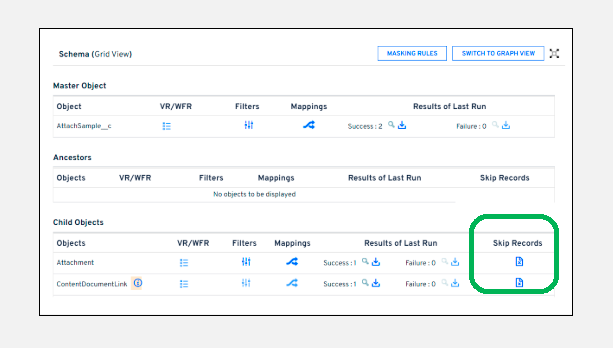 Schema (Grid View) MASKING RULES SWITCH TO GRAPH VIEW
Master Object
Object VR/WFR Filters Mappings Results of Last Run
AttachSample__c Success : 2 Failure : 0
Ancestors
Objects VR/WFR Filters Mappings Results of Last Run Skip Records
No objects to be displayed
Child Objects
Objects VR/WFR Filters Mappings Results of Last Run Skip Records
Attachment Success : 1 Failure : 0
ContentDocumentLink Success : 1 Failure : 0